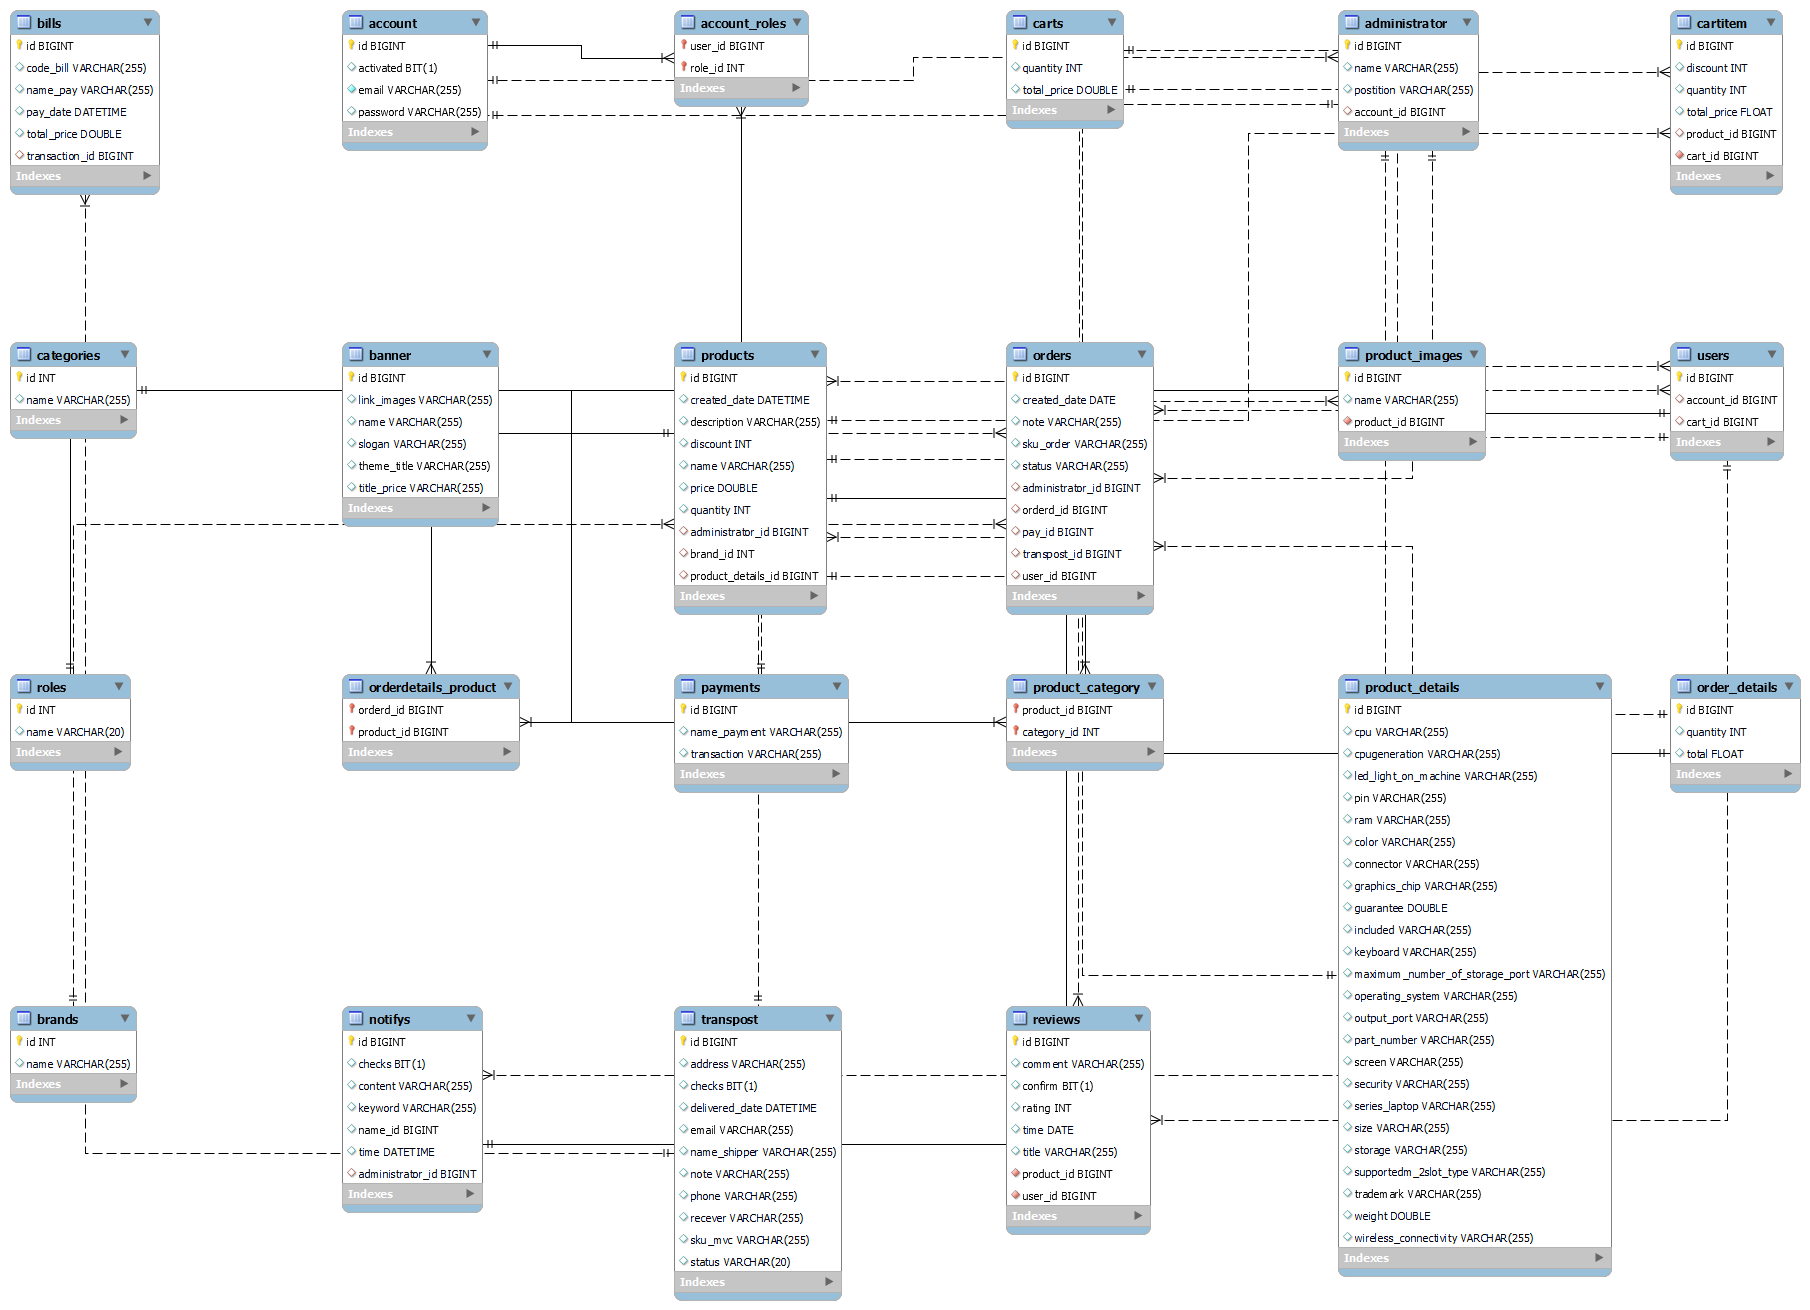 bills
id BIGINT
code_bill VARCHAR(255)
name_pay VARCHAR(255)
pay_date DATETIME
total_price DOUBLE
transaction_id BIGINT
Indexes
account
id BIGINT
activated BIT(1)
email VARCHAR(255)
password VARCHAR(255)
Indexes
account_roles
user_id BIGINT
role_id INT
Indexes
carts
id BIGINT
quantity INT
total_price DOUBLE
Indexes
administrator
id BIGINT
name VARCHAR(255)
postition VARCHAR(255)
account_id BIGINT
Indexes
cartitem
id BIGINT
discount INT
quantity INT
total_price FLOAT
product_id BIGINT
cart_id BIGINT
Indexes
categories
id INT
name VARCHAR(255)
Indexes
banner
id BIGINT
link_images VARCHAR(255)
name VARCHAR(255)
slogan VARCHAR(255)
theme_title VARCHAR(255)
title_price VARCHAR(255)
Indexes
products
id BIGINT
created_date DATETIME
description VARCHAR(255)
discount INT
name VARCHAR(255)
price DOUBLE
quantity INT
administrator_id BIGINT
brand_id INT
product_details_id BIGINT
Indexes
orders
id BIGINT
created_date DATE
note VARCHAR(255)
sku_order VARCHAR(255)
status VARCHAR(255)
administrator_id BIGINT
orderd_id BIGINT
pay_id BIGINT
transpost_id BIGINT
user_id BIGINT
Indexes
product_images
id BIGINT
name VARCHAR(255)
product_id BIGINT
Indexes
users
id BIGINT
account_id BIGINT
cart_id BIGINT
Indexes
roles
id INT
name VARCHAR(20)
Indexes
orderdetails_product
orderd_id BIGINT
product_id BIGINT
Indexes
payments
id BIGINT
name_payment VARCHAR(255)
transaction VARCHAR(255)
Indexes
product_category
product_id BIGINT
category_id INT
Indexes
product_details
id BIGINT
cpu VARCHAR(255)
cpugeneration VARCHAR(255)
led_light_on_machine VARCHAR(255)
pin VARCHAR(255)
ram VARCHAR(255)
color VARCHAR(255)
connector VARCHAR(255)
graphics_chip VARCHAR(255)
guarantee DOUBLE
included VARCHAR(255)
keyboard VARCHAR(255)
maximum_number_of_storage_port VARCHAR(255)
operating_system VARCHAR(255)
output_port VARCHAR(255)
part_number VARCHAR(255)
screen VARCHAR(255)
security VARCHAR(255)
series_laptop VARCHAR(255)
size VARCHAR(255)
storage VARCHAR(255)
supportedm_2slot_type VARCHAR(255)
trademark VARCHAR(255)
weight DOUBLE
wireless_connectivity VARCHAR(255)
Indexes
order_details
id BIGINT
quantity INT
total FLOAT
Indexes
brands
id INT
name VARCHAR(255)
Indexes
notifys
id BIGINT
checks BIT(1)
content VARCHAR(255)
keyword VARCHAR(255)
name_id BIGINT
time DATETIME
administrator_id BIGINT
Indexes
transpost
id BIGINT
address VARCHAR(255)
checks BIT(1)
delivered_date DATETIME
email VARCHAR(255)
name_shipper VARCHAR(255)
note VARCHAR(255)
phone VARCHAR(255)
recever VARCHAR(255)
sku_mvc VARCHAR(255)
status VARCHAR(20)
Indexes
reviews
id BIGINT
comment VARCHAR(255)
confirm BIT(1)
rating INT
time DATE
title VARCHAR(255)
product_id BIGINT
user_id BIGINT
Indexes